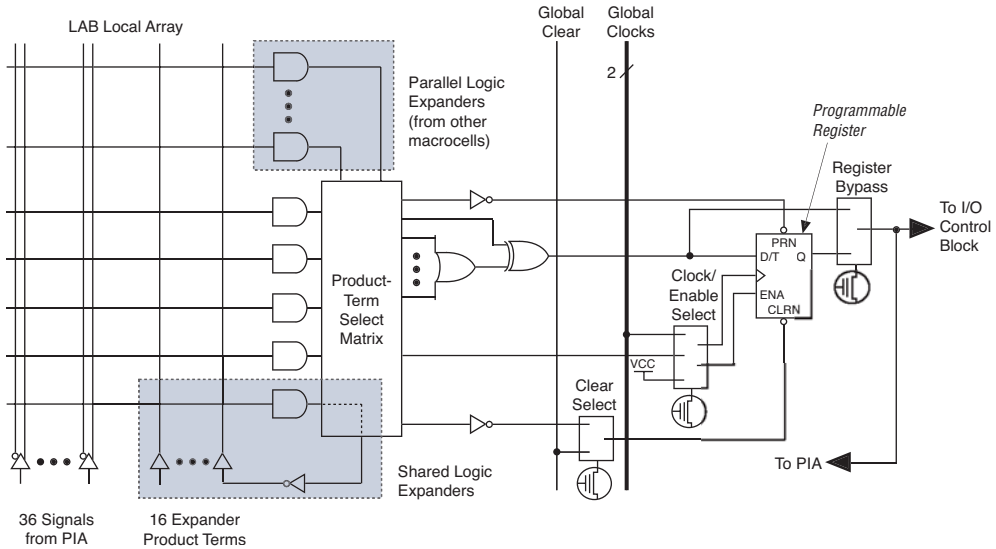 LAB Local Array
Global
Clear
Global
Clocks
2
Parallel Logic
Expanders
(from other
macrocells)
Programmable
Register
Register
Bypass
To I/O
Control
Block
PRN
D/T
Q
ENA
CLRN
Clock/
Enable
Select
Product-
Term
Select
Matrix
VCC
Clear
Select
To PIA
Shared Logic
Expanders
36 Signals
from PIA
16 Expander
Product Terms